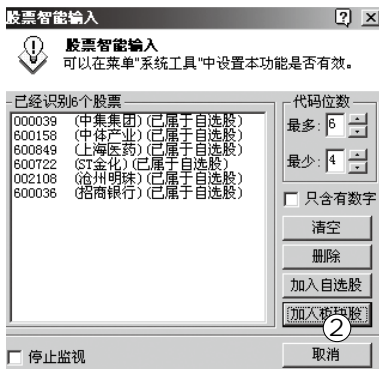 股票智能输入
股票智能输入
可以在菜单"系统工具"中设置本功能是否有效。
已经识别6个股票
000039 (中集集团)(已属于自选股)
600158 (中体产业)(已属于自选股)
600849 (上海医药)(已属于自选股)
600722 (ST金化)(已属于自选股)
002108 (沧州明珠)(已属于自选股)
600036 (招商银行)(已属于自选股)
代码位数
最多: 6
最少: 4
只含有数字
清空
删除
加入自选股
加入板块股
②
停止监视
取消